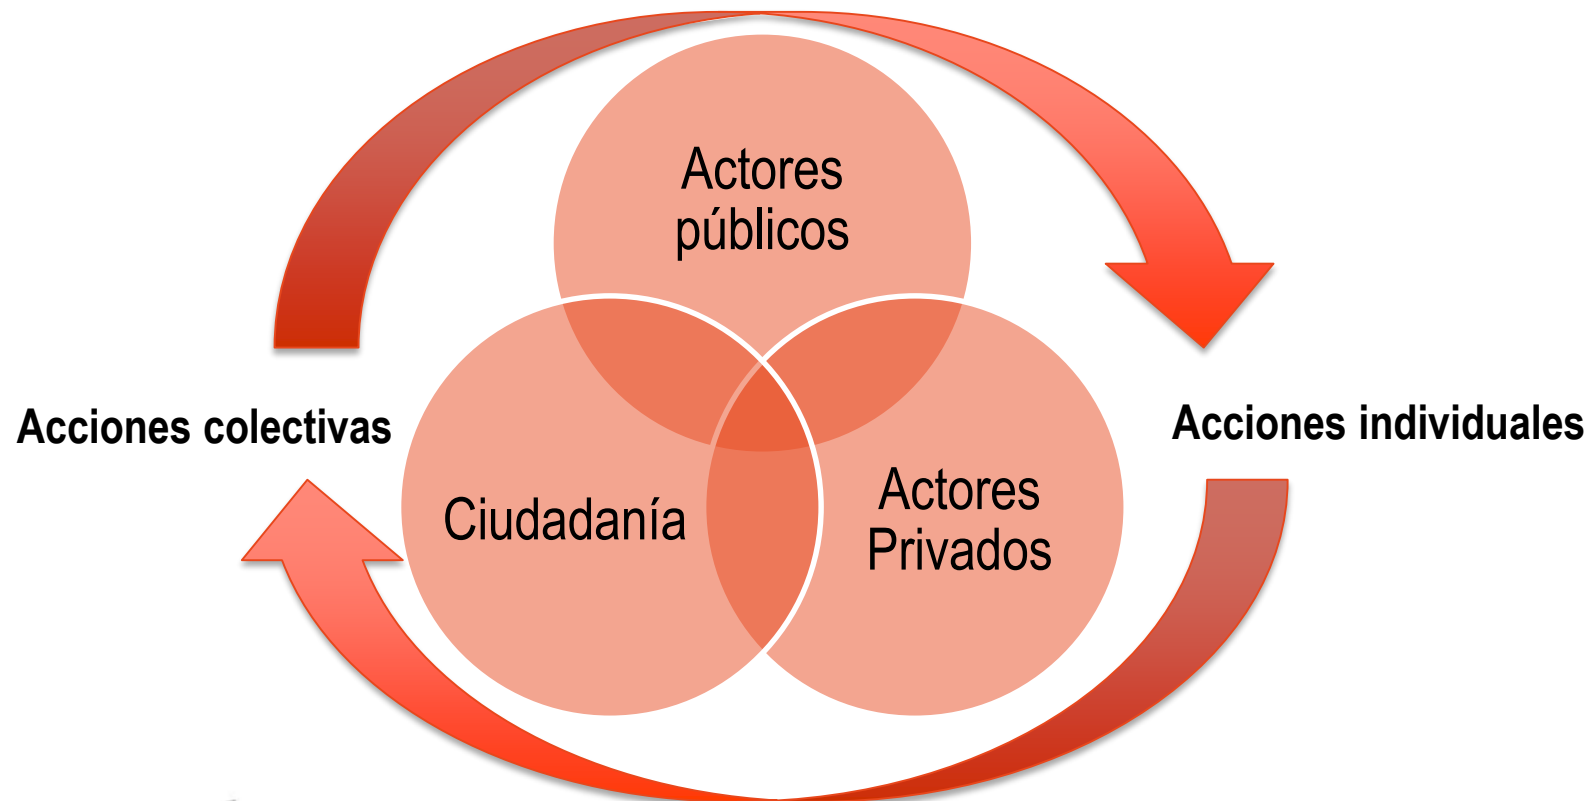 Actores
públicos
Acciones colectivas
Acciones individuales
Ciudadanía
Actores
Privados